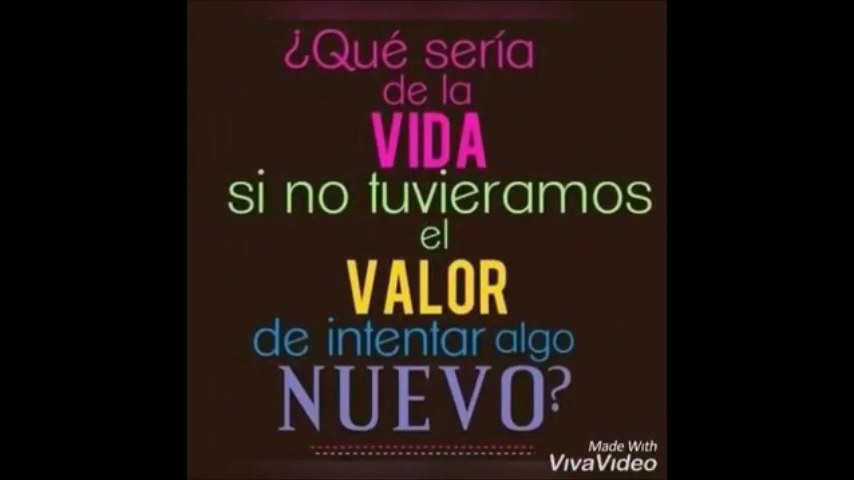 ¿Qué sería
de la
VIDA
si no tuvieramos
el
VALOR
de intentar algo
NUEVO?
Made With
VivaVideo